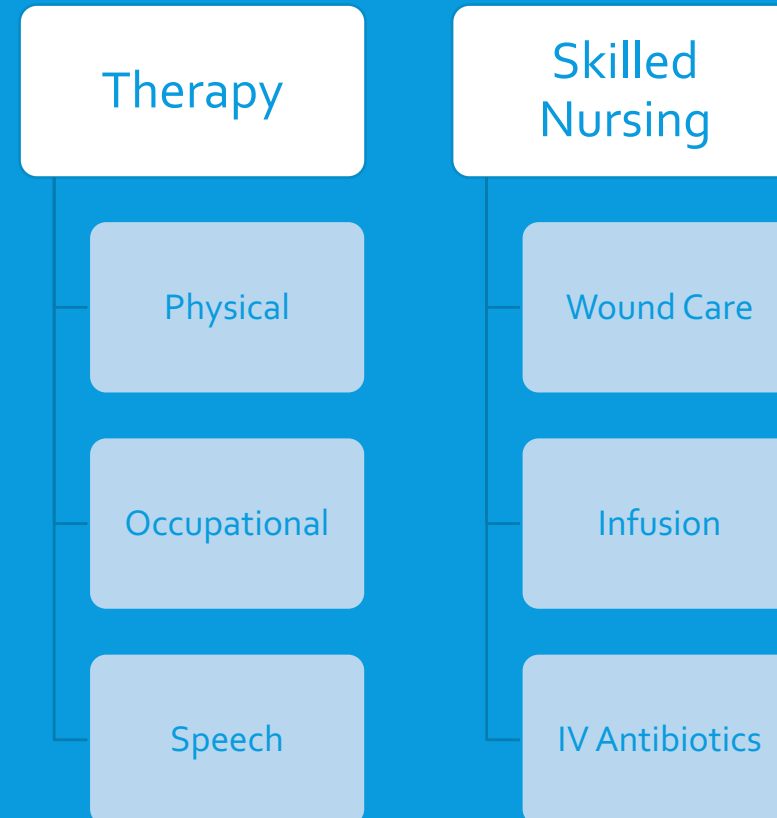 Therapy
Physical
Occupational
Speech
Skilled
Nursing
Wound Care
Infusion
IV Antibiotics